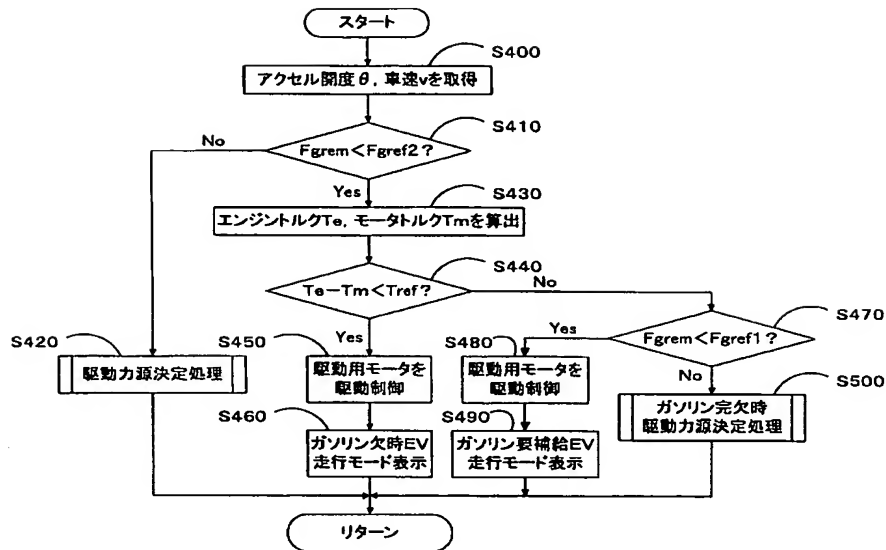 スタート
S400
アクセル開度θ, 車速vを取得
S410
No
Fgrem<Fgref2?
Yes
S430
エンジントルクTe, モータトルクTmを算出
S440
Te-Tm<Tref?
No
S470
S420
S450
Yes
S480
Yes
Fgrem<Fgref1?
駆動力源決定処理
駆動用モータを
駆動制御
駆動用モータを
駆動制御
No
S500
S460
S490
ガソリン完欠時
駆動力源決定処理
ガソリン欠時EV
走行モード表示
ガソリン要補給EV
走行モード表示
リターン